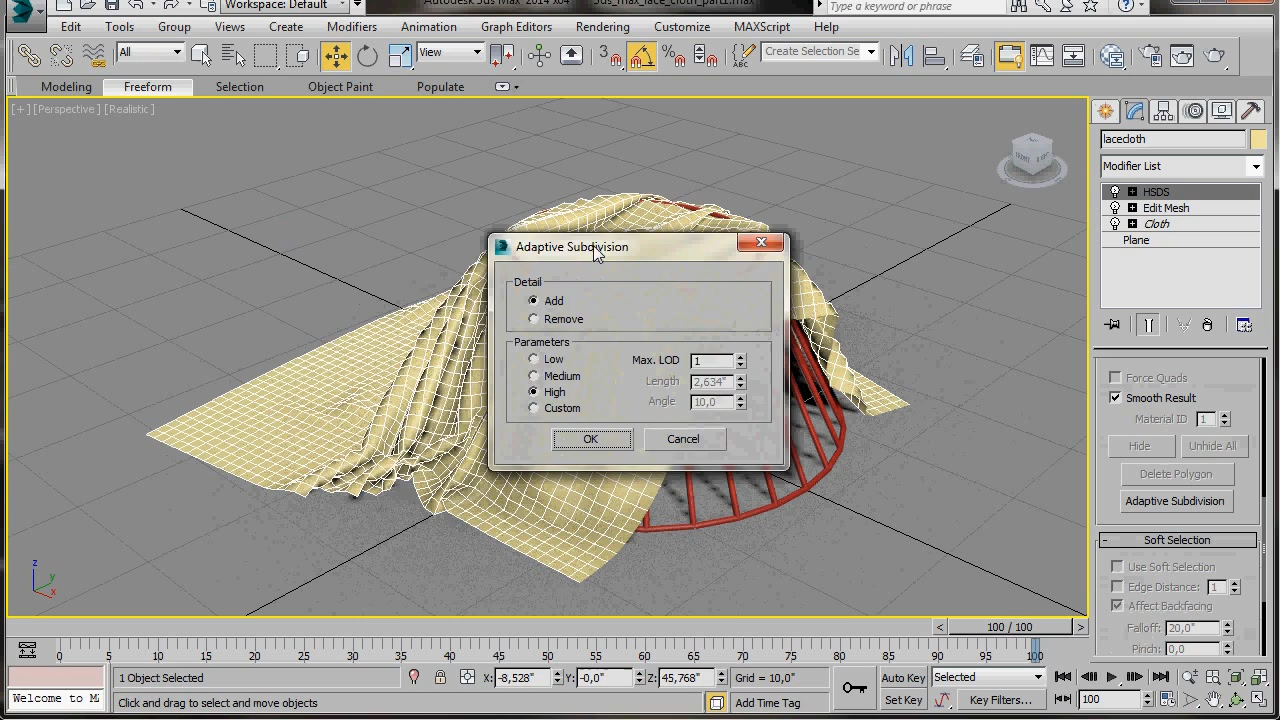 Workspace: Default
Autodesk 3ds Max 2014 x64
3ds_max_lace_cloth_part1.max
Type a keyword or phrase
Edit Tools Group Views Create Modifiers Animation Graph Editors Rendering Customize MAXScript Help
All
View
3
ABC
Create Selection Se
Modeling Freeform Selection Object Paint Populate
[+] [Perspective ] [Realistic ]
lacecloth
Modifier List
HSDS
Edit Mesh
Cloth
Plane
Adaptive Subdivision
Detail
Add
Remove
Parameters
Low
Medium
High
Custom
Max. LOD 1
Length 2,634"
Angle 10,0
OK
Cancel
Force Quads
Smooth Result
Material ID 1
Hide
Unhide All
Delete Polygon
Adaptive Subdivision
- Soft Selection
Use Soft Selection
Edge Distance: 1
Affect Backfacing
Falloff: 20,0"
Pinch: 0,0
z
y
x
< 100 / 100 >
0 5 10 15 20 25 30 35 40 45 50 55 60 65 70 75 80 85 90 95 100
1 Object Selected
X: -8,528"
Y: -0,0"
Z: 45,768"
Grid = 10,0"
Auto Key
Selected
Welcome to M
Click and drag to select and move objects
Add Time Tag
Set Key
Key Filters...
100